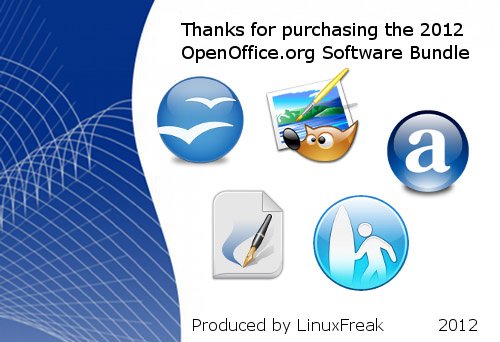 Thanks for purchasing the 2012
OpenOffice.org Software Bundle
a
Produced by LinuxFreak 2012